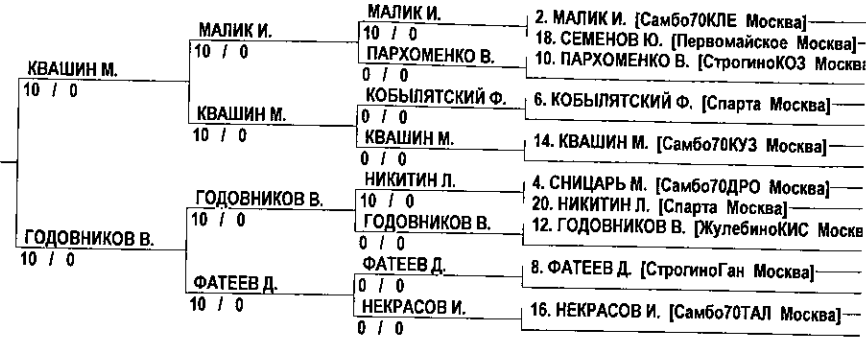 МАЛИК И.
10 / 0
2. МАЛИК И. [Самбо70КЛЕ Москва]
18. СЕМЕНОВ Ю. [Первомайское Москва]
МАЛИК И.
10 / 0
ПАРХОМЕНКО В.
0 / 0
10. ПАРХОМЕНКО В. [СтрогиноКОЗ Москва
КВАШИН М.
10 / 0
КОБЫЛЯТСКИЙ Ф.
0 / 0
6. КОБЫЛЯТСКИЙ Ф. [Спарта Москва]
КВАШИН М.
10 / 0
КВАШИН М.
0 / 0
14. КВАШИН М. [Самбо70КУЗ Москва]
НИКИТИН Л.
10 / 0
4. СНИЦАРЬ М. [Самбо70ДРО Москва]
20. НИКИТИН Л. [Спарта Москва]
ГОДОВНИКОВ В.
10 / 0
ГОДОВНИКОВ В.
0 / 0
12. ГОДОВНИКОВ В. [ЖулебиноКИС Москв
ГОДОВНИКОВ В.
10 / 0
ФАТЕЕВ Д.
0 / 0
8. ФАТЕЕВ Д. [СтрогиноГан Москва]
ФАТЕЕВ Д.
10 / 0
НЕКРАСОВ И.
0 / 0
16. НЕКРАСОВ И. [Самбо70ТАЛ Москва]